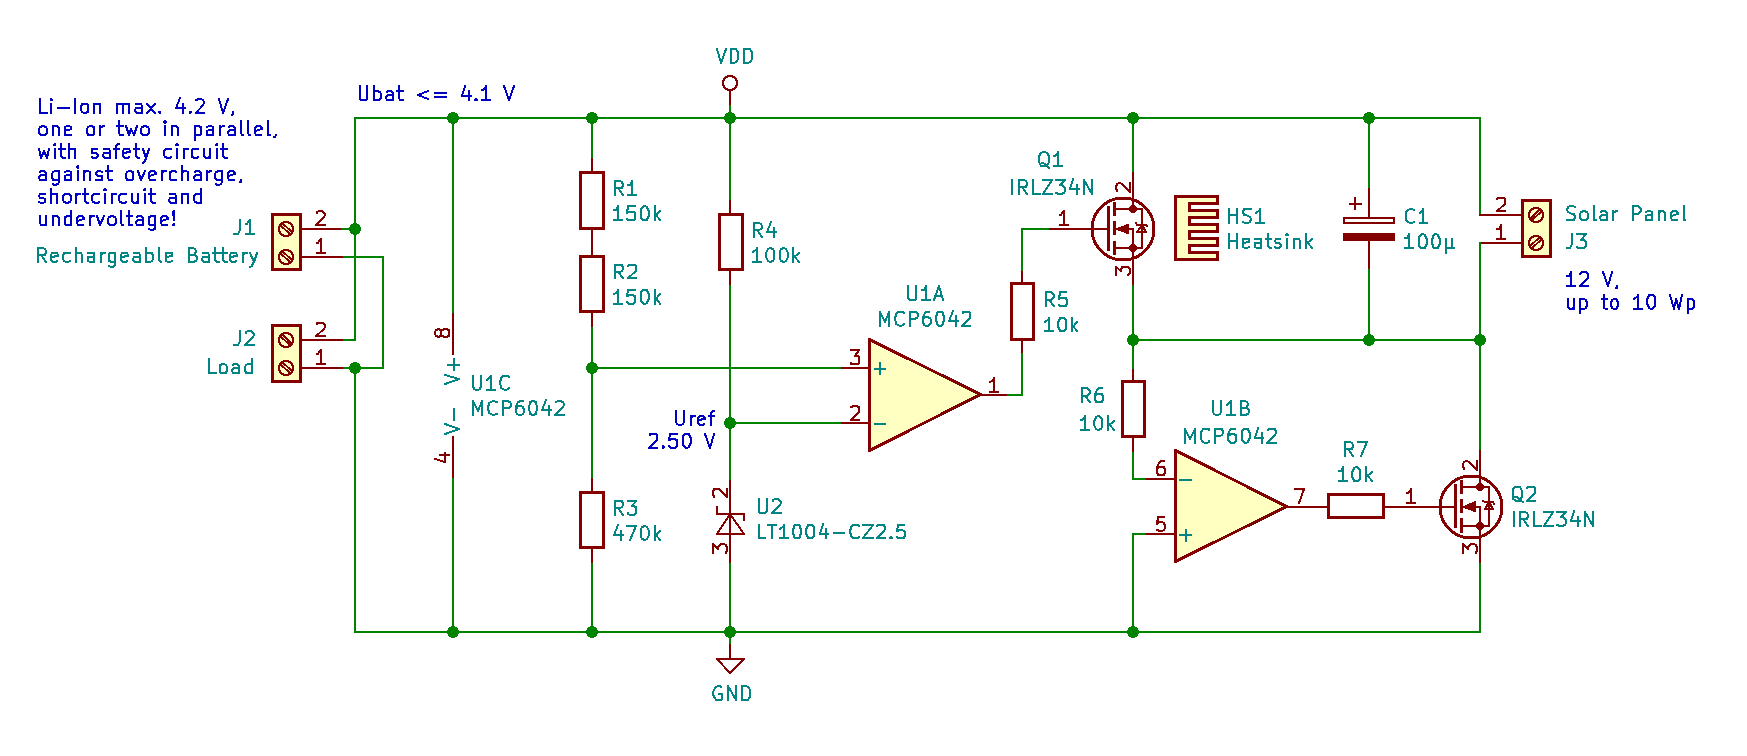 VDD
Ubat <= 4.1 V
Li-Ion max. 4.2 V,
one or two in parallel,
with safety circuit
against overcharge,
shortcircuit and
undervoltage!
J1
2
1
Rechargeable Battery
J2
2
1
Load
8
V+
V-
4
U1C
MCP6042
R1
150k
R2
150k
R3
470k
R4
100k
Uref
2.50 V
2
3
U2
LT1004-CZ2.5
GND
U1A
MCP6042
3
+
2
-
1
R5
10k
Q1
IRLZ34N
1
2
3
HS1
Heatsink
+
C1
100µ
2
1
Solar Panel
J3
12 V,
up to 10 Wp
R6
10k
U1B
MCP6042
6
-
5
+
7
R7
10k
1
2
3
Q2
IRLZ34N